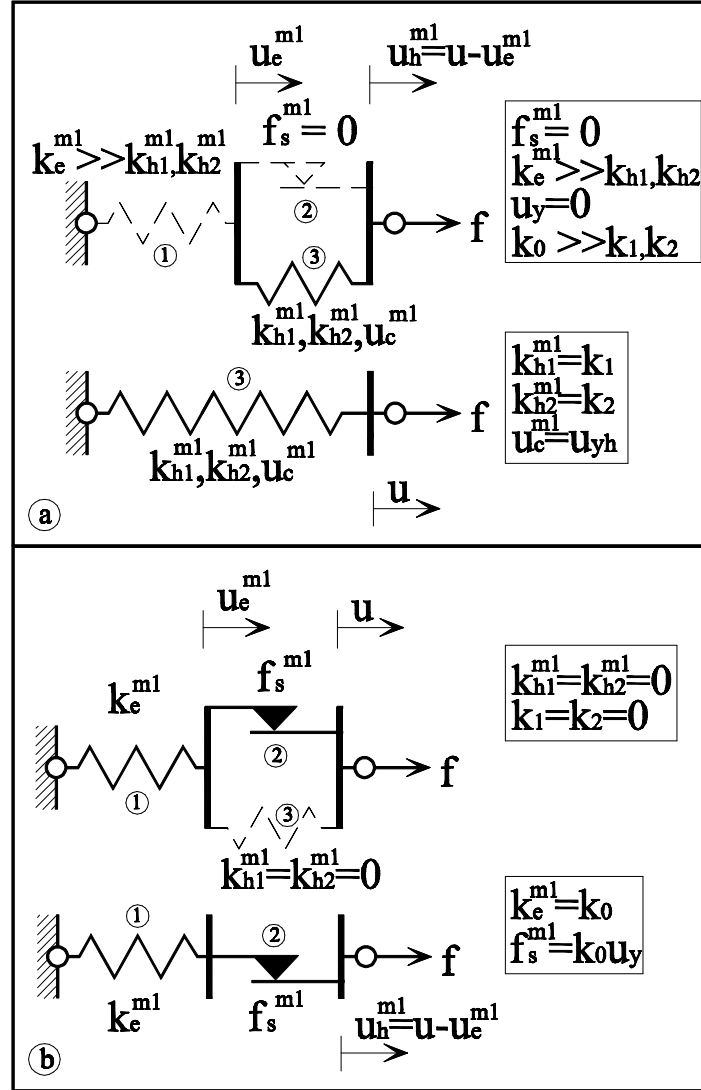 u_e^m1
u_h^m1=u-u_e^m1
f_s^m1 = 0
k_e^m1 >>k_h1^m1,k_h2^m1
①
②
③
f
k_h1^m1,k_h2^m1,u_c^m1
f_s^m1 = 0
k_e^m1 >>k_h1,k_h2
u_y=0
k_0 >>k_1,k_2
③
f
k_h1^m1,k_h2^m1,u_c^m1
u
k_h1^m1=k_1
k_h2^m1=k_2
u_c^m1=u_yh
ⓐ
u_e^m1
u
f_s^m1
k_e^m1
①
②
③
f
k_h1^m1=k_h2^m1=0
k_h1^m1=k_h2^m1=0
k_1=k_2=0
①
②
f
k_e^m1
f_s^m1
u_h^m1=u-u_e^m1
k_e^m1=k_0
f_s^m1=k_0u_y
ⓑ